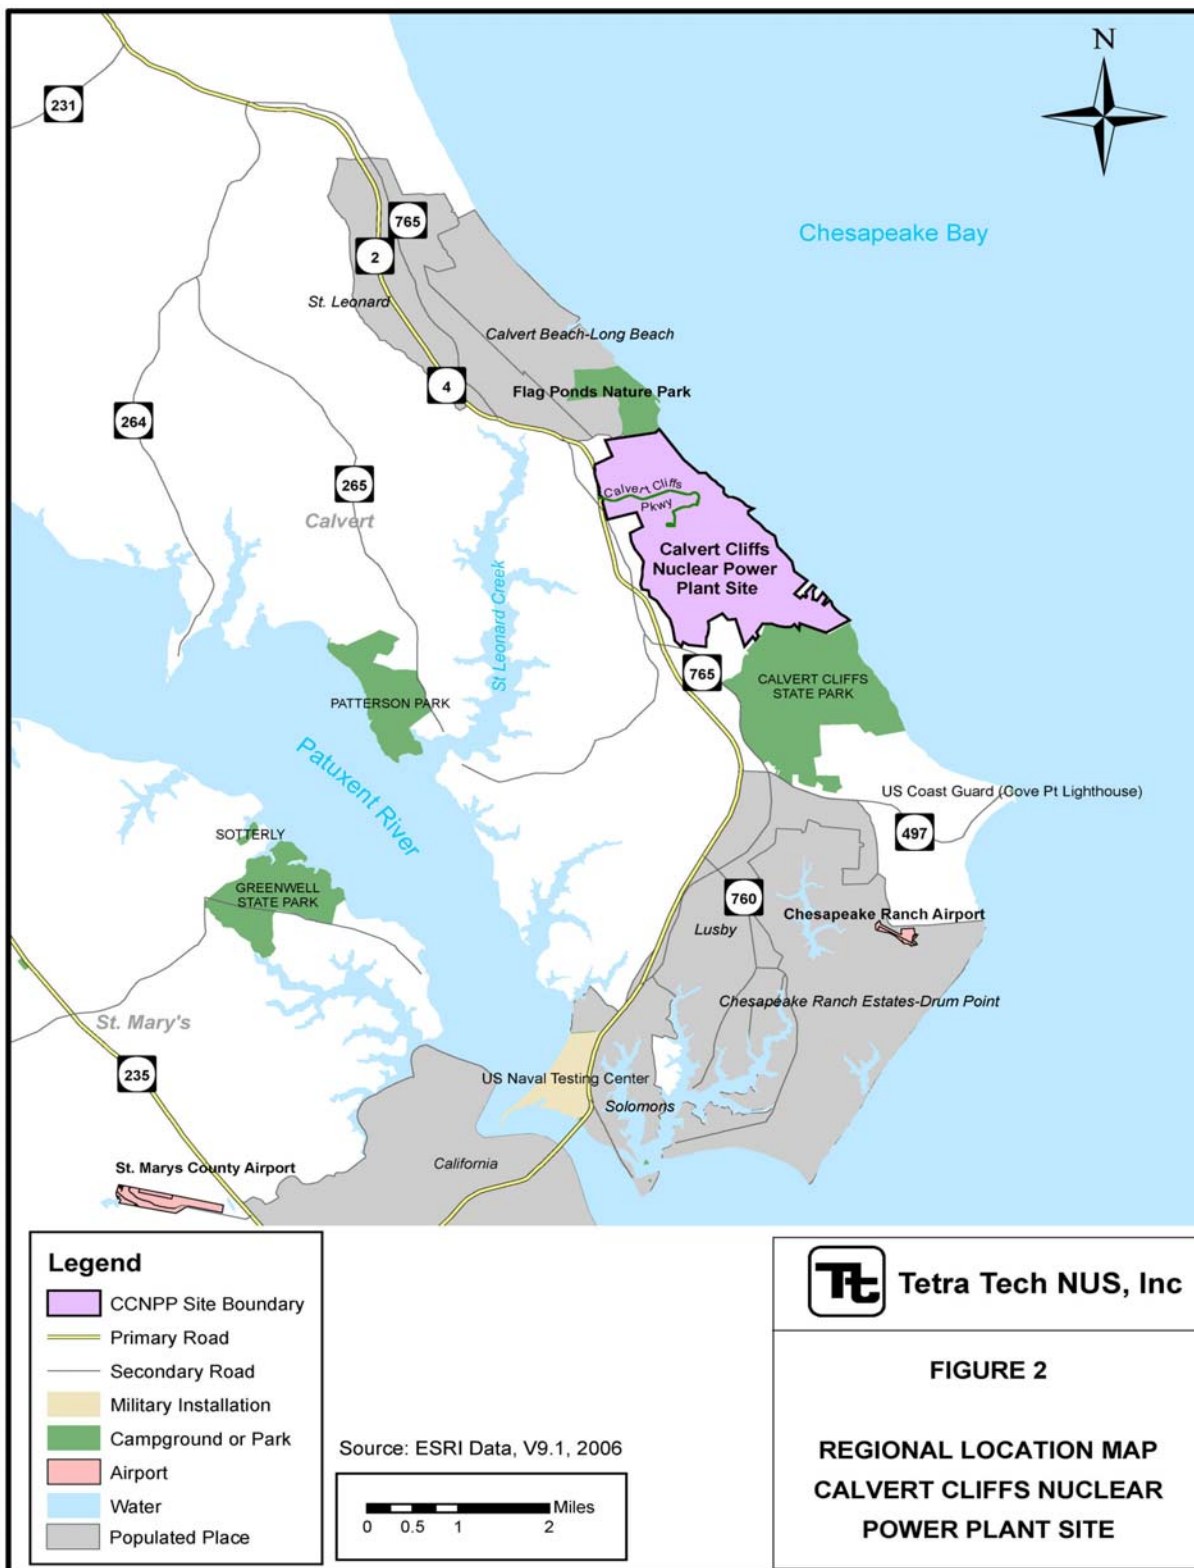 N
231
Chesapeake Bay
765
2
St. Leonard
Calvert Beach-Long Beach
4
Flag Ponds Nature Park
264
265
Calvert
Calvert Cliffs
Pkwy
Calvert Cliffs
Nuclear Power
Plant Site
St Leonard Creek
765
CALVERT CLIFFS
STATE PARK
PATTERSON PARK
Patuxent River
US Coast Guard (Cove Pt Lighthouse)
497
SOTTERLY
GREENWELL
STATE PARK
760
Chesapeake Ranch Airport
Lusby
Chesapeake Ranch Estates-Drum Point
St. Mary's
235
US Naval Testing Center
Solomons
California
St. Marys County Airport
Legend
CCNPP Site Boundary
Primary Road
Secondary Road
Military Installation
Campground or Park
Airport
Water
Populated Place
Source: ESRI Data, V9.1, 2006
Miles
0 0.5 1 2
Tt Tetra Tech NUS, Inc
FIGURE 2
REGIONAL LOCATION MAP
CALVERT CLIFFS NUCLEAR
POWER PLANT SITE